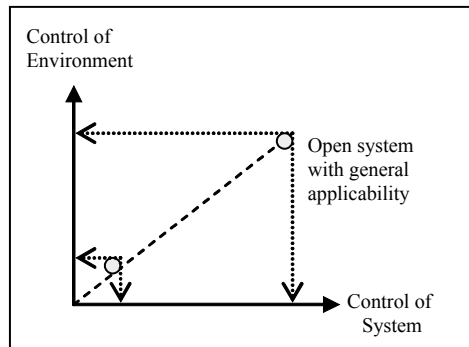 Control of
Environment
Open system
with general
applicability
Control of
System